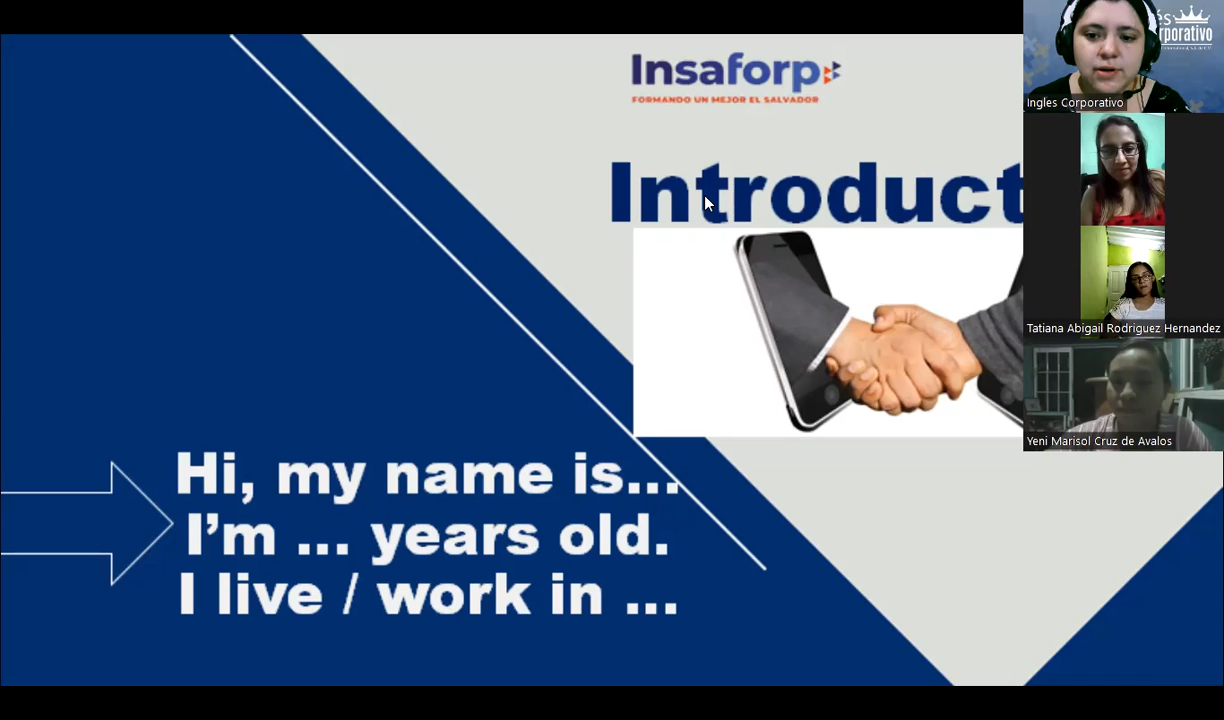 Insaforp
FORMANDO UN MEJOR EL SALVADOR
Introduct
Hi, my name is...
I'm ... years old.
I live / work in ...
Ingles Corporativo
Tatiana Abigail Rodriguez Hernandez
Yeni Marisol Cruz de Avalos